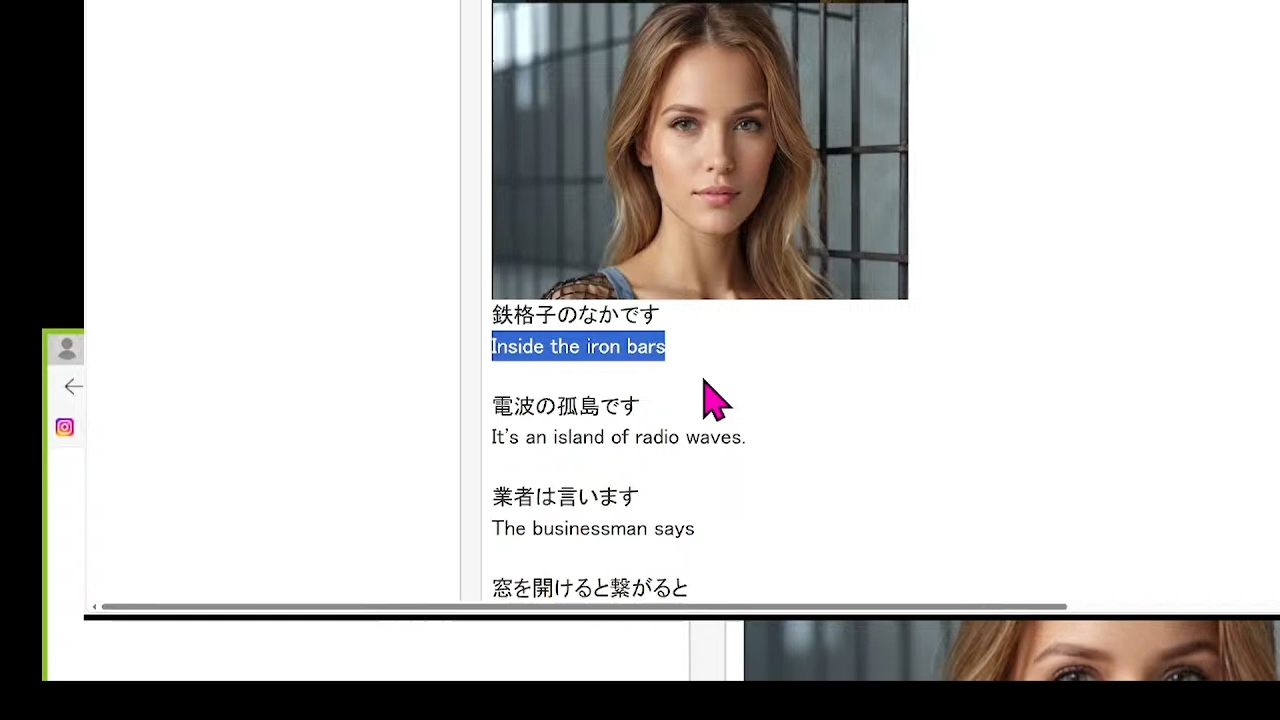 鉄格子のなかです
Inside the iron bars
電波の孤島です
It's an island of radio waves.
業者は言います
The businessman says
窓を開けると繋がると